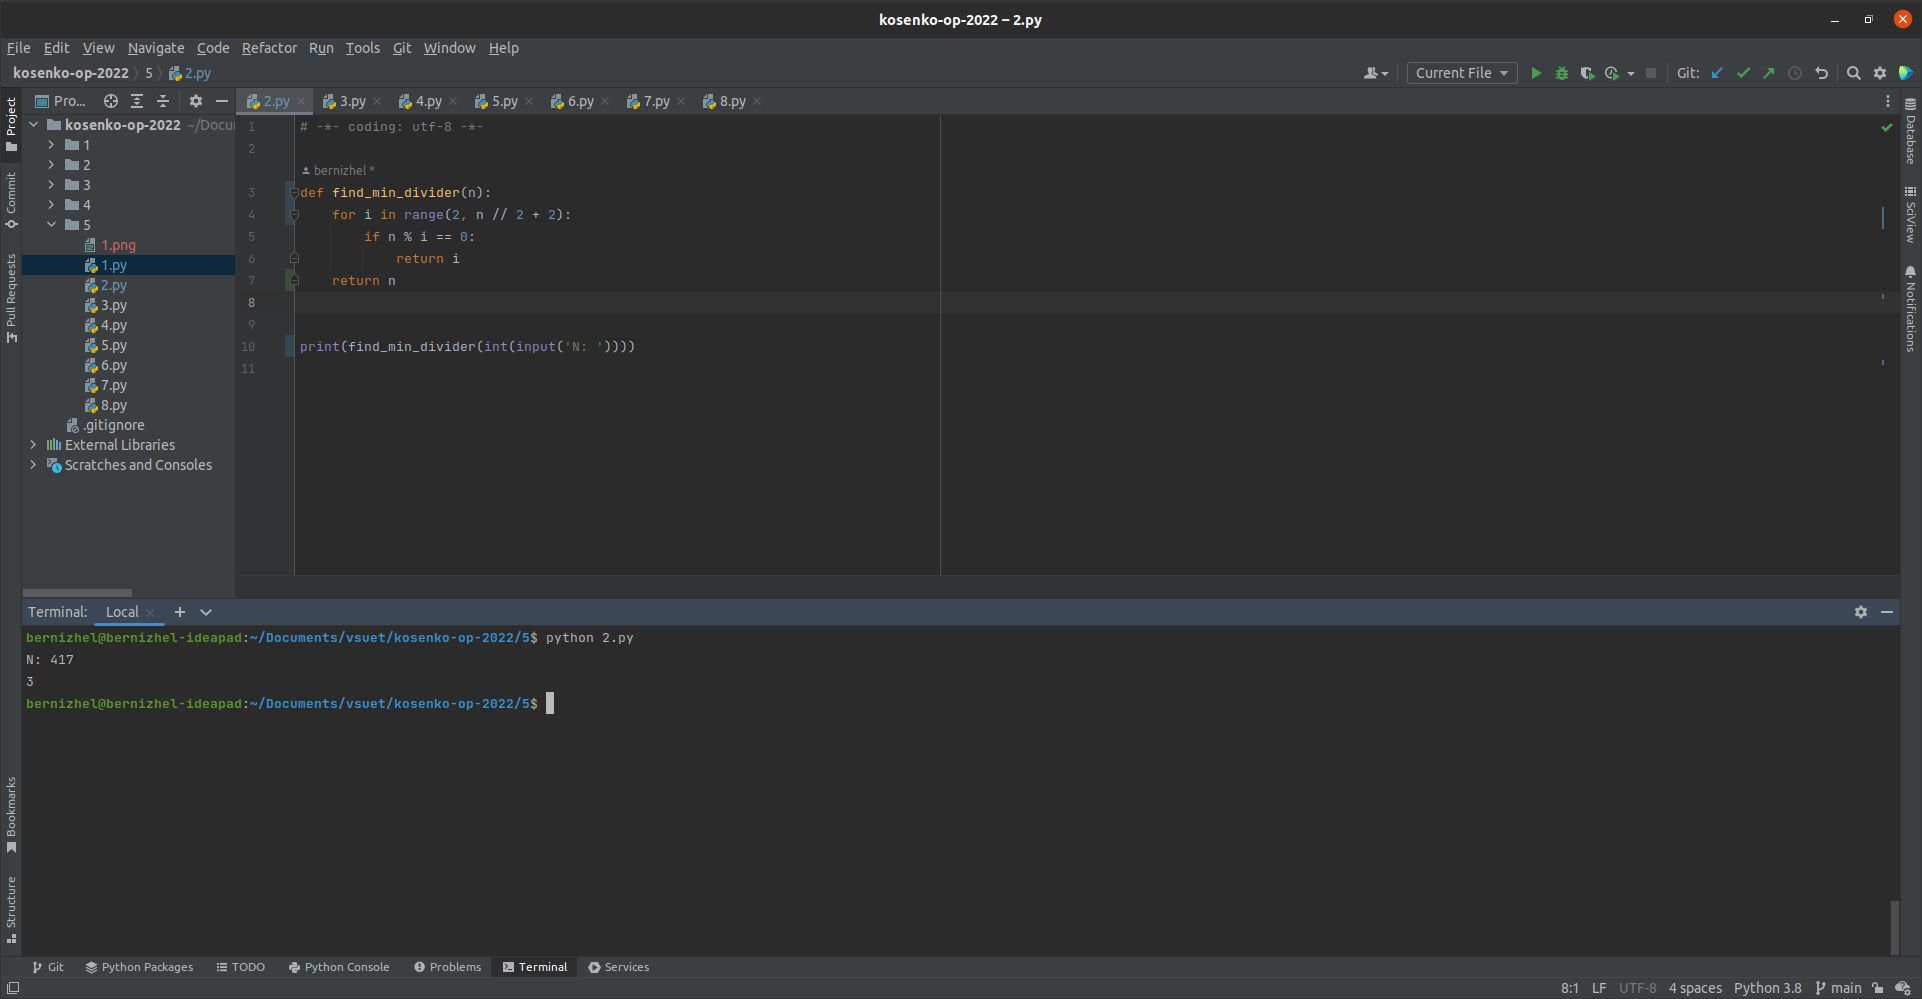 kosenko-op-2022 – 2.py
File Edit View Navigate Code Refactor Run Tools Git Window Help
kosenko-op-2022 5 2.py
Current File
Git:
Project
Commit
Pull Requests
Bookmarks
Structure
Pro...
kosenko-op-2022 ~/Docu
1
2
3
4
5
1.png
1.py
2.py
3.py
4.py
5.py
6.py
7.py
8.py
.gitignore
External Libraries
Scratches and Consoles
2.py 3.py 4.py 5.py 6.py 7.py 8.py
1 # -*- coding: utf-8 -*-
2
bernizhel *
3 def find_min_divider(n):
4 for i in range(2, n // 2 + 2):
5 if n % i == 0:
6 return i
7 return n
8
9
10 print(find_min_divider(int(input('N: '))))
11
Database
SciView
Notifications
Terminal: Local
bernizhel@bernizhel-ideapad:~/Documents/vsuet/kosenko-op-2022/5$ python 2.py
N: 417
3
bernizhel@bernizhel-ideapad:~/Documents/vsuet/kosenko-op-2022/5$
Git Python Packages TODO Python Console Problems Terminal Services
8:1 LF UTF-8 4 spaces Python 3.8 main